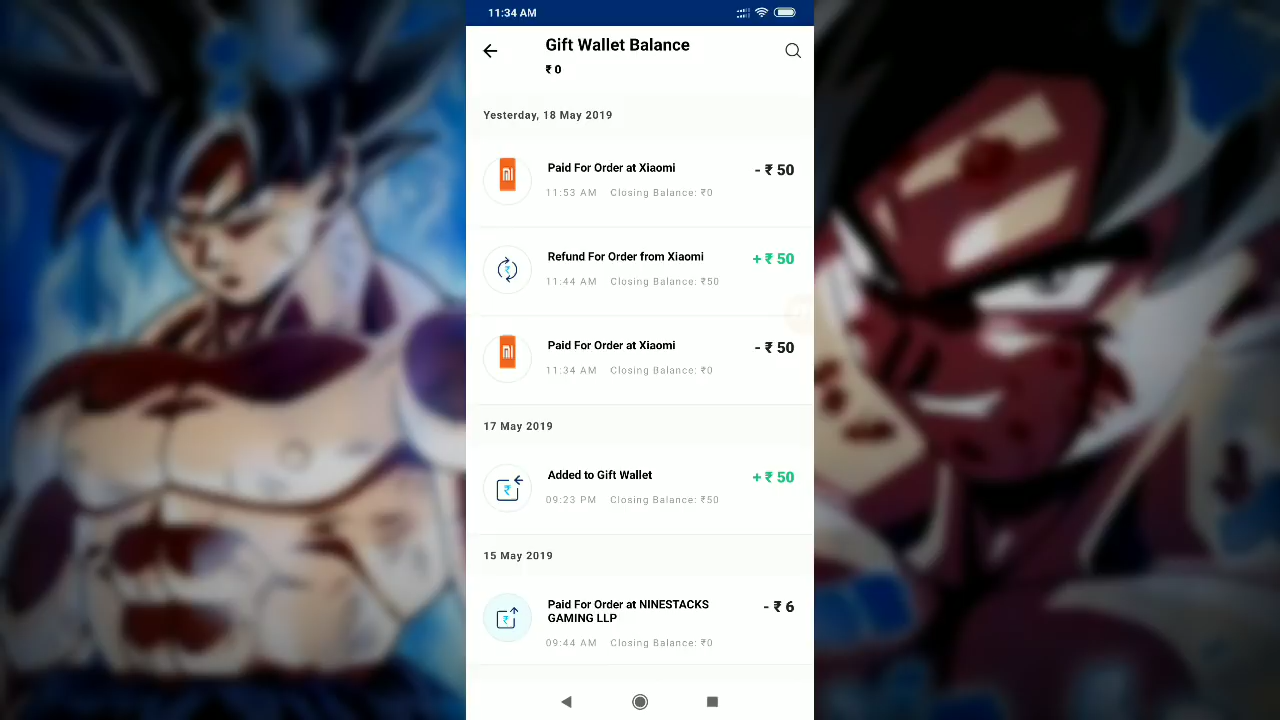 11:34 AM
Gift Wallet Balance
₹ 0
Yesterday, 18 May 2019
Paid For Order at Xiaomi
- ₹ 50
11:53 AM Closing Balance: ₹0
Refund For Order from Xiaomi
+ ₹ 50
11:44 AM Closing Balance: ₹50
Paid For Order at Xiaomi
- ₹ 50
11:34 AM Closing Balance: ₹0
17 May 2019
Added to Gift Wallet
+ ₹ 50
09:23 PM Closing Balance: ₹50
15 May 2019
Paid For Order at NINESTACKS
GAMING LLP
- ₹ 6
09:44 AM Closing Balance: ₹0